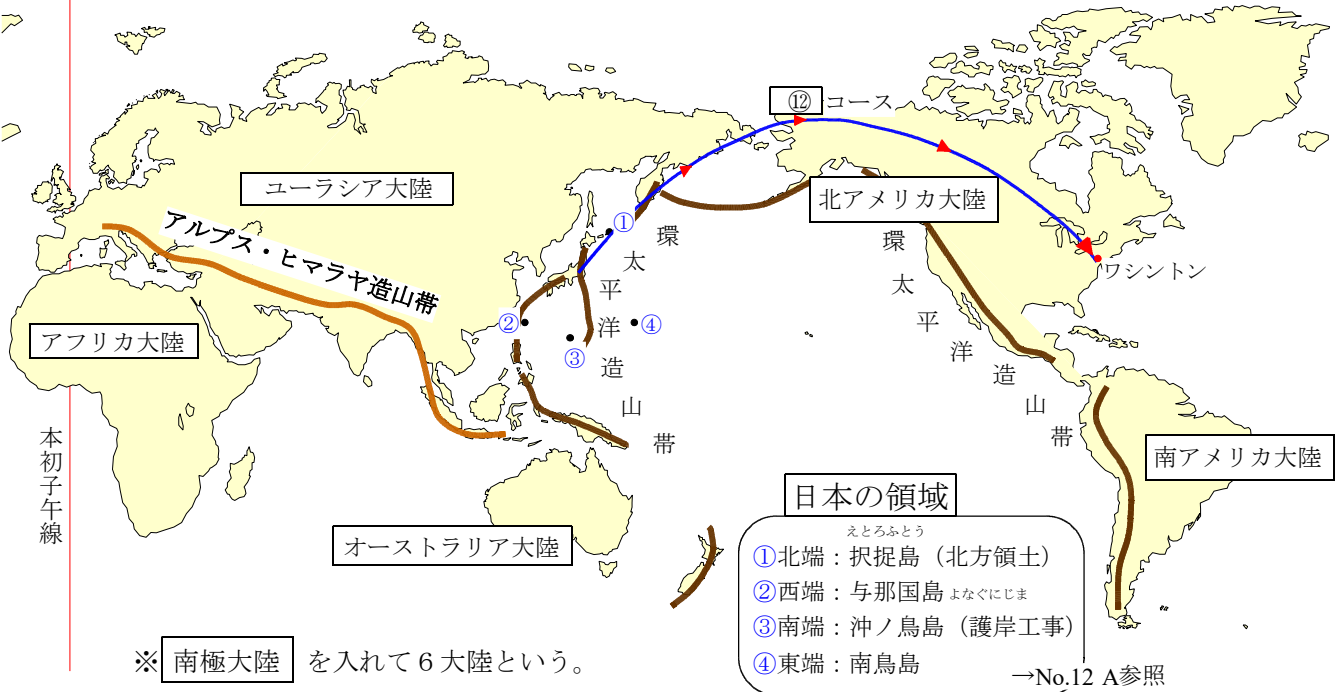 ⑫コース
ユーラシア大陸
北アメリカ大陸
アルプス・ヒマラヤ造山帯
①
環太平洋造山帯
環太平洋造山帯
ワシントン
②
④
③
アフリカ大陸
本初子午線
南アメリカ大陸
オーストラリア大陸
日本の領域
えとろふとう
①北端：択捉島（北方領土）
②西端：与那国島 よなぐにじま
③南端：沖ノ鳥島（護岸工事）
④東端：南鳥島
→No.12 A参照
※南極大陸 を入れて６大陸という。